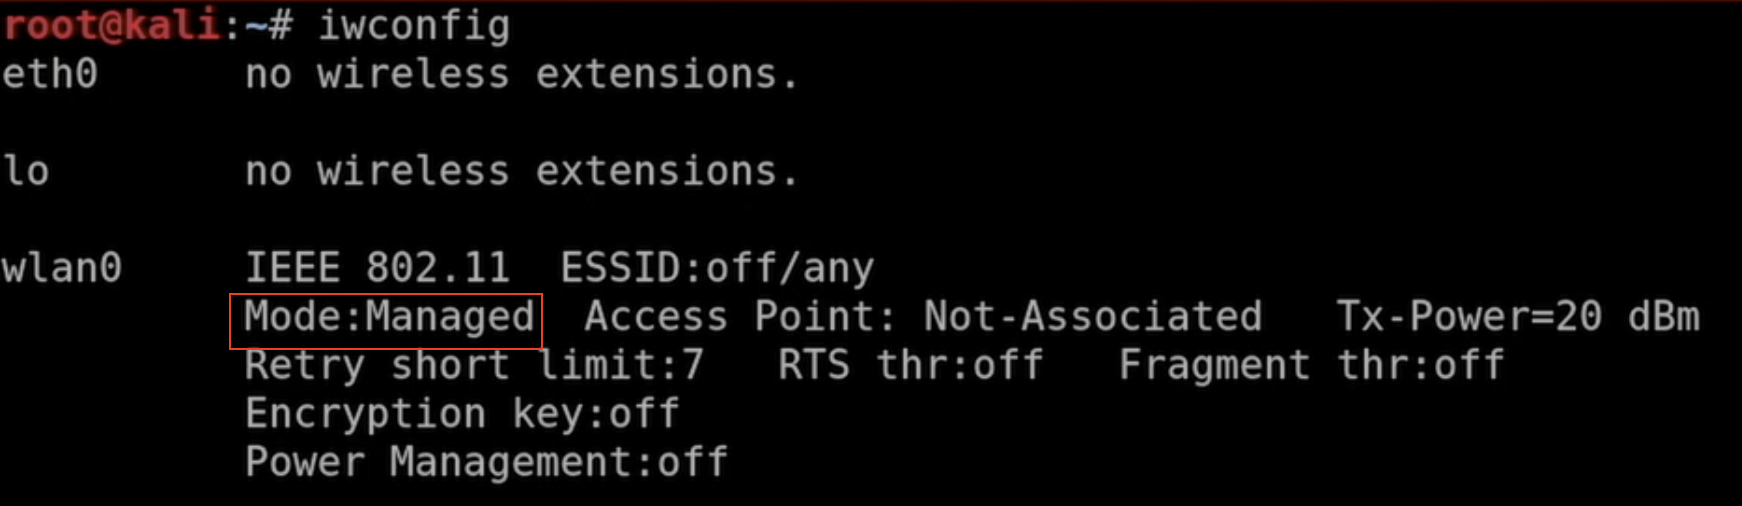 root@kali:~# iwconfig
eth0      no wireless extensions.
lo        no wireless extensions.
wlan0     IEEE 802.11  ESSID:off/any
Mode:Managed  Access Point: Not-Associated   Tx-Power=20 dBm
Retry short limit:7   RTS thr:off   Fragment thr:off
Encryption key:off
Power Management:off